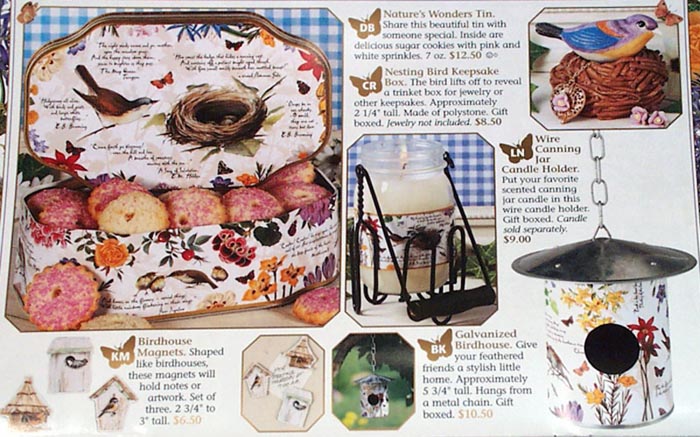 Nature's Wonders Tin.
DB Share this beautiful tin with
someone special. Inside are
delicious sugar cookies with pink and
white sprinkles. 7 oz. $12.50
Nesting Bird Keepsake
CR Box. The bird lifts off to reveal
a trinket box for jewelry or
other keepsakes. Approximately
2 1/4" tall. Made of polystone. Gift
boxed. Jewelry not included. $8.50
LN Wire
Canning
Jar
Candle Holder.
Put your favorite
scented canning
jar candle in this
wire candle holder.
Gift boxed. Candle
sold separately.
$9.00
KM Birdhouse
Magnets. Shaped
like birdhouses,
these magnets will
hold notes or
artwork. Set of
three. 2 3/4" to
3" tall. $6.50
BK Galvanized
Birdhouse. Give
your feathered
friends a stylish little
home. Approximately
5 3/4" tall. Hangs from
a metal chain. Gift
boxed. $10.50